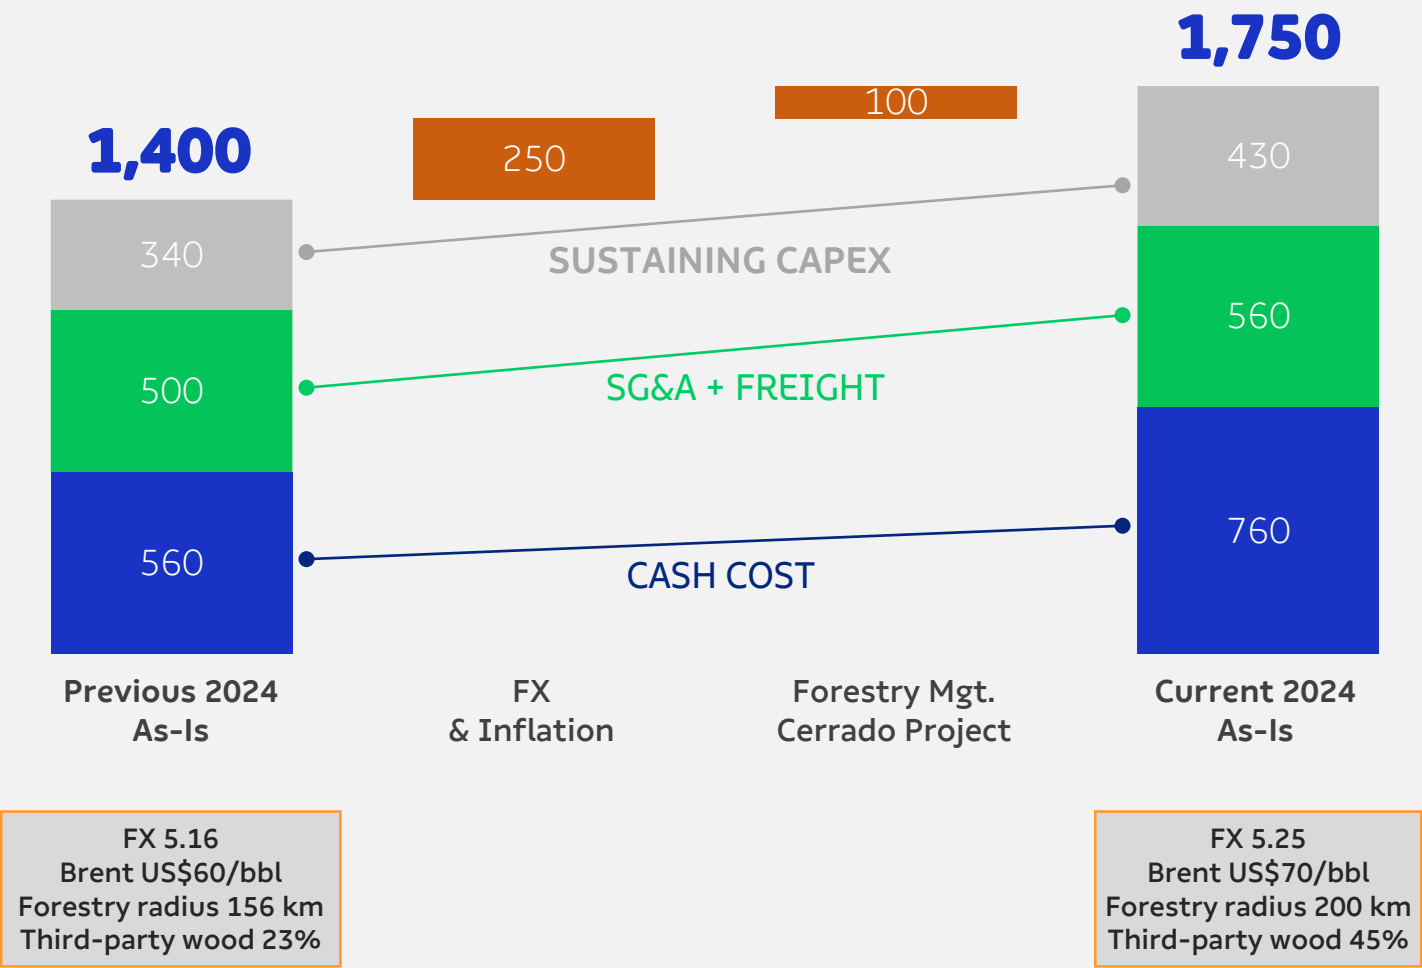 1,750
1,400
100
250
430
340
SUSTAINING CAPEX
560
500
SG&A + FREIGHT
760
560
CASH COST
Previous 2024
As-Is
FX
& Inflation
Forestry Mgt.
Cerrado Project
Current 2024
As-Is
FX 5.16
Brent US$60/bbl
Forestry radius 156 km
Third-party wood 23%
FX 5.25
Brent US$70/bbl
Forestry radius 200 km
Third-party wood 45%